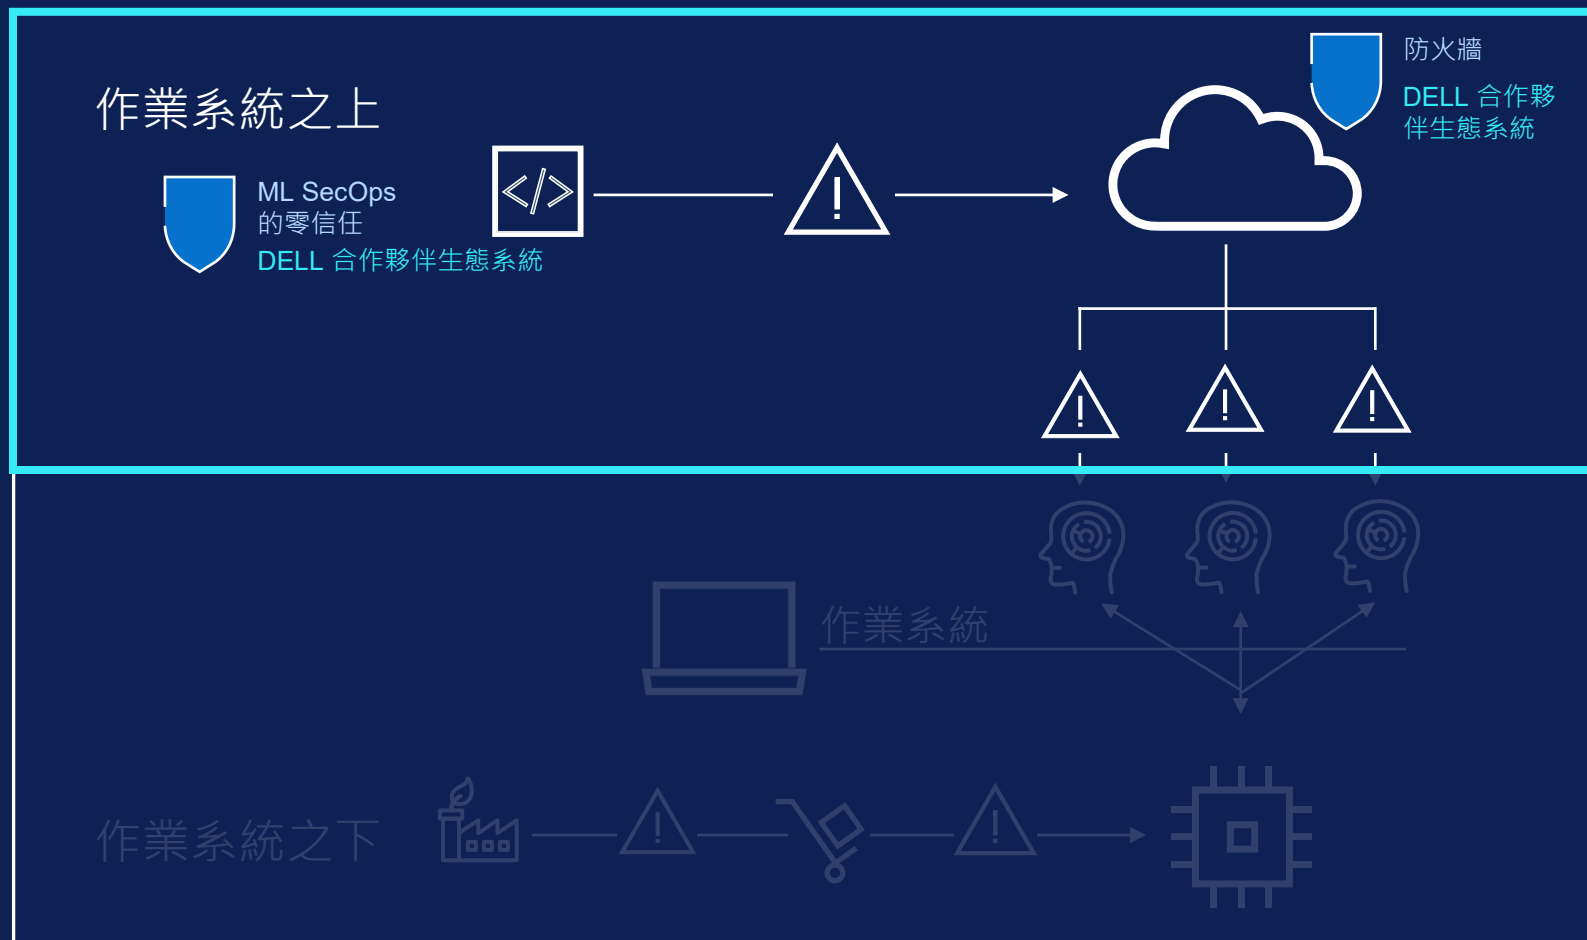 作業系統之上
ML SecOps
的零信任
DELL 合作夥伴生態系統
</>
防火牆
DELL 合作夥
伴生態系統
作業系統
作業系統之下